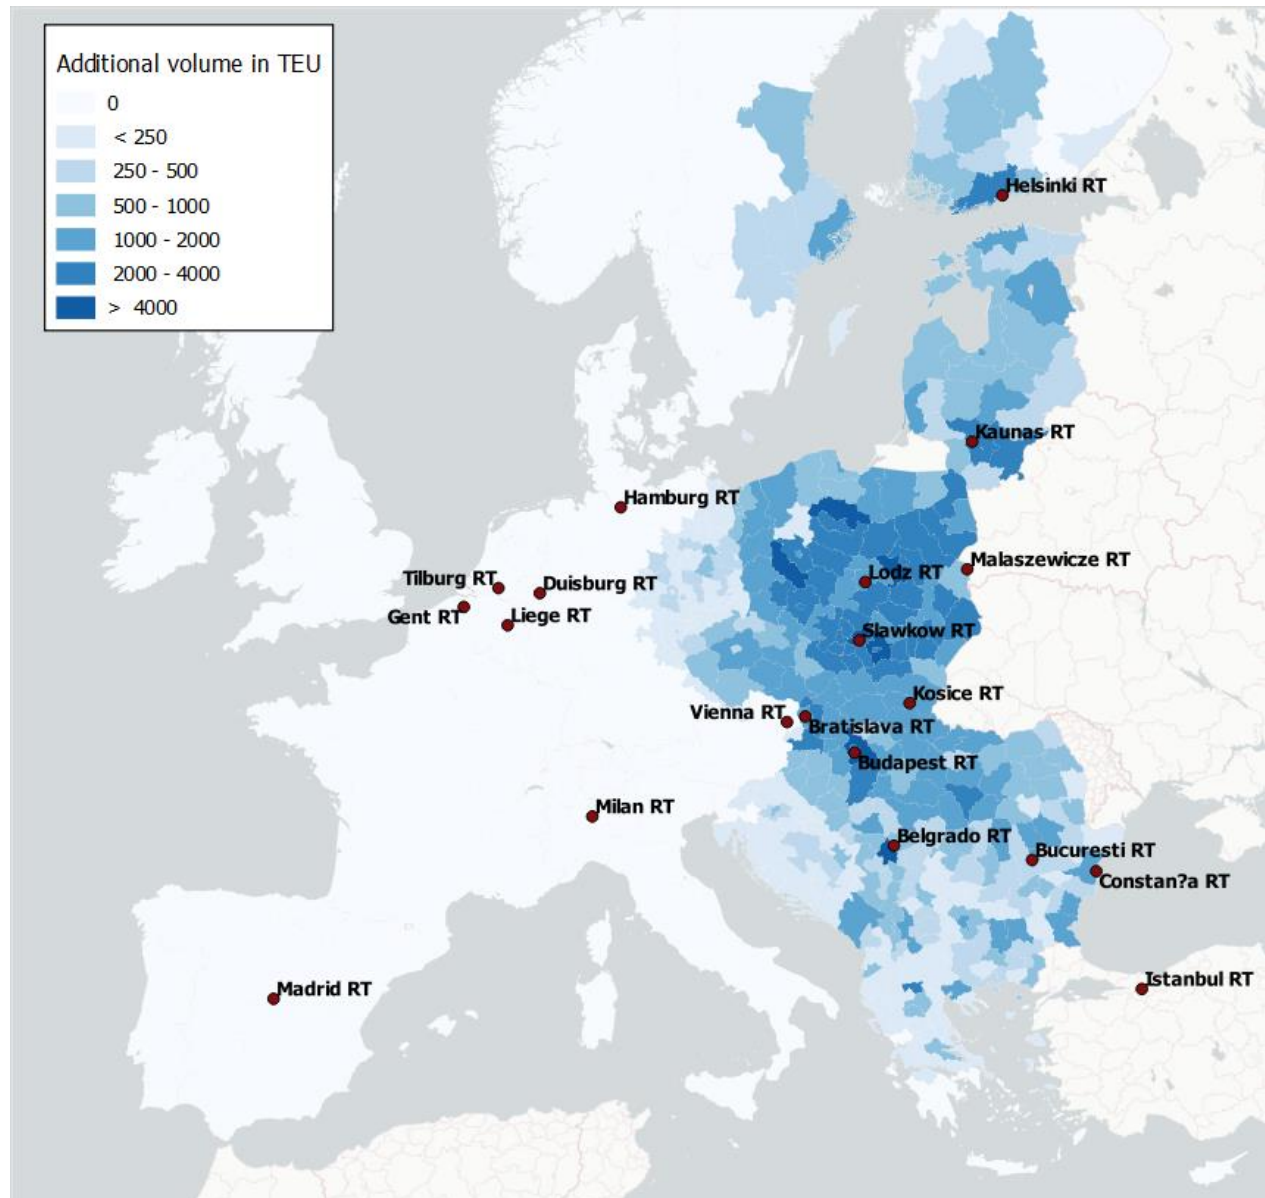 Additional volume in TEU
0
< 250
250 - 500
500 - 1000
1000 - 2000
2000 - 4000
> 4000
Helsinki RT
Kaunas RT
Hamburg RT
Malaszewicze RT
Tilburg RT
Duisburg RT
Lodz RT
Gent RT
Liege RT
Slawkow RT
Kosice RT
Vienna RT
Bratislava RT
Budapest RT
Milan RT
Belgrado RT
Bucuresti RT
Constan?a RT
Madrid RT
Istanbul RT